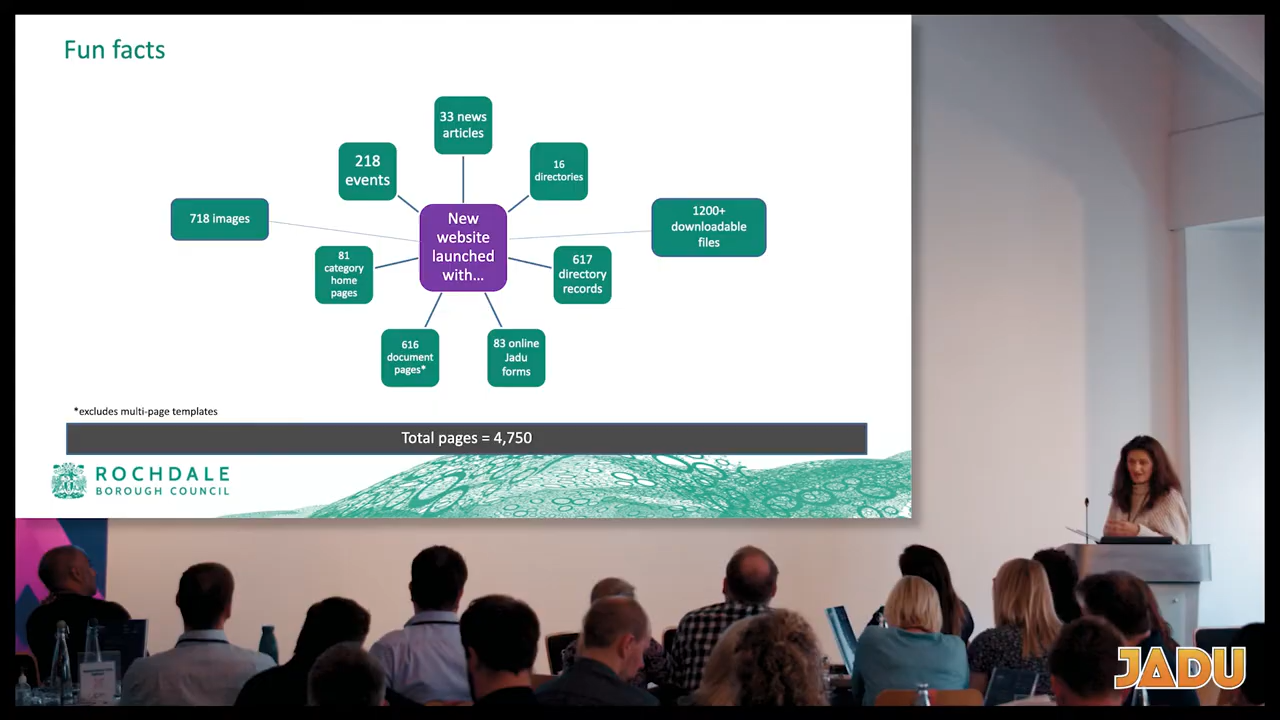 Fun facts
33 news
articles
218
events
16
directories
718 images
New
website
launched
with...
1200+
downloadable
files
81
category
home
pages
617
directory
records
616
document
pages*
83 online
Jadu
forms
*excludes multi-page templates
Total pages = 4,750
ROCHDALE
BOROUGH COUNCIL
JADU